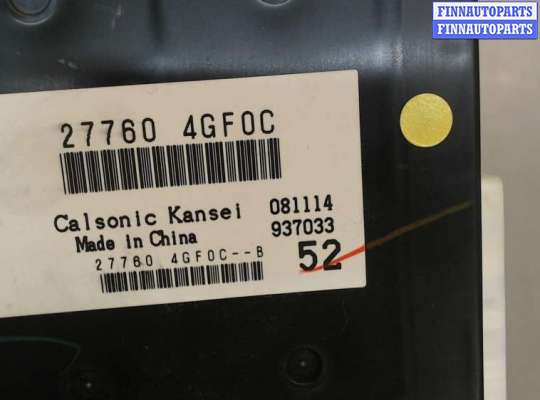 FINNAUTOPARTS
FINNAUTOPARTS
27760 4GF0C
Calsonic Kansei 081114
Made in China 937033
27760 4GF0C--B 52